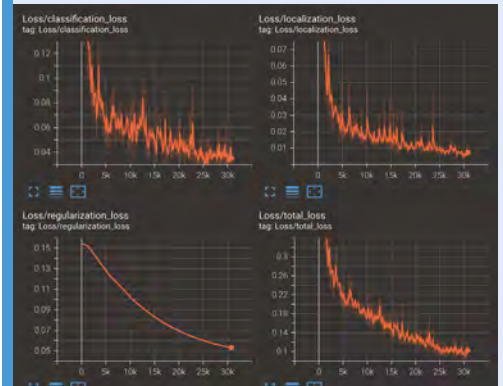 Loss/classification_loss
tag: Loss/classification_loss
0.12
0.1
0.08
0.06
0.04
0 5k 10k 15k 20k 25k 30k
Loss/localization_loss
tag: Loss/localization_loss
0.07
0.05
0.04
0.03
0.02
0.01
0 5k 10k 15k 20k 25k 30k
Loss/regularization_loss
tag: Loss/regularization_loss
0.15
0.13
0.11
0.09
0.07
0.05
0 5k 10k 15k 20k 25k 30k
Loss/total_loss
tag: Loss/total_loss
0.3
0.26
0.22
0.18
0.14
0.1
0 5k 10k 15k 20k 25k 30k